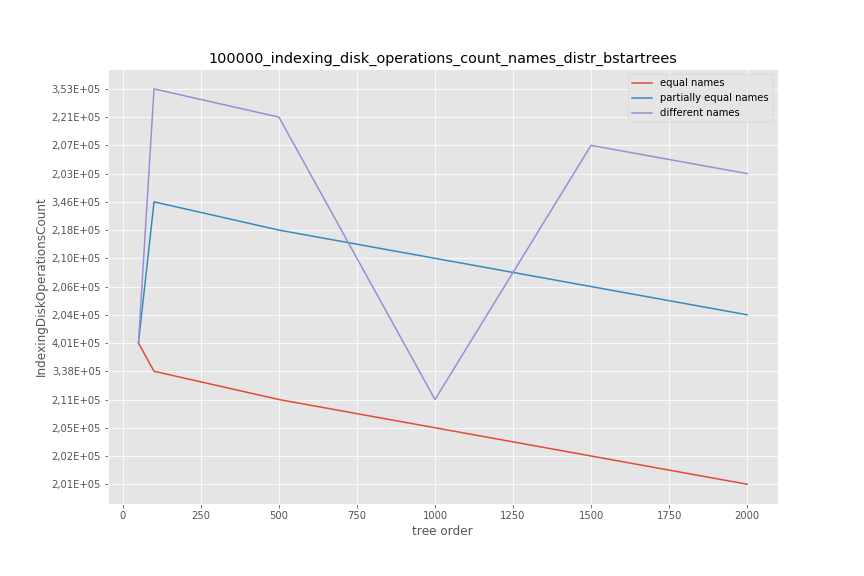 100000_indexing_disk_operations_count_names_distr_bstartrees
equal names
partially equal names
different names
IndexingDiskOperationsCount
3,53E+05
2,21E+05
2,07E+05
2,03E+05
3,46E+05
2,18E+05
2,10E+05
2,06E+05
2,04E+05
4,01E+05
3,38E+05
2,11E+05
2,05E+05
2,02E+05
2,01E+05
0 250 500 750 1000 1250 1500 1750 2000
tree order